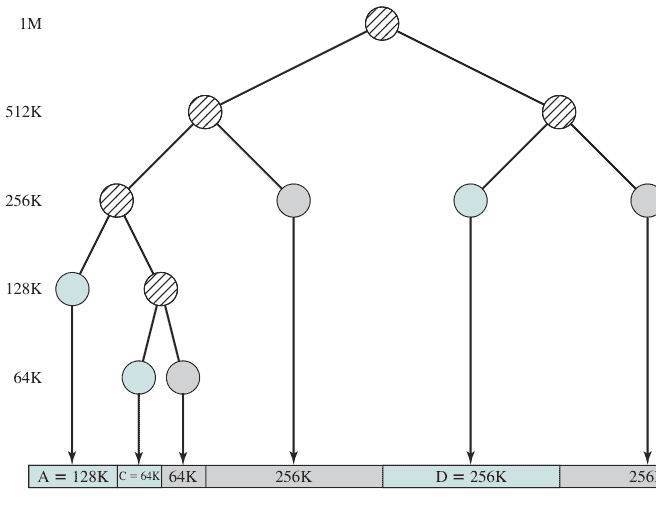 1M
512K
256K
128K
64K
A = 128K C = 64K 64K 256K D = 256K